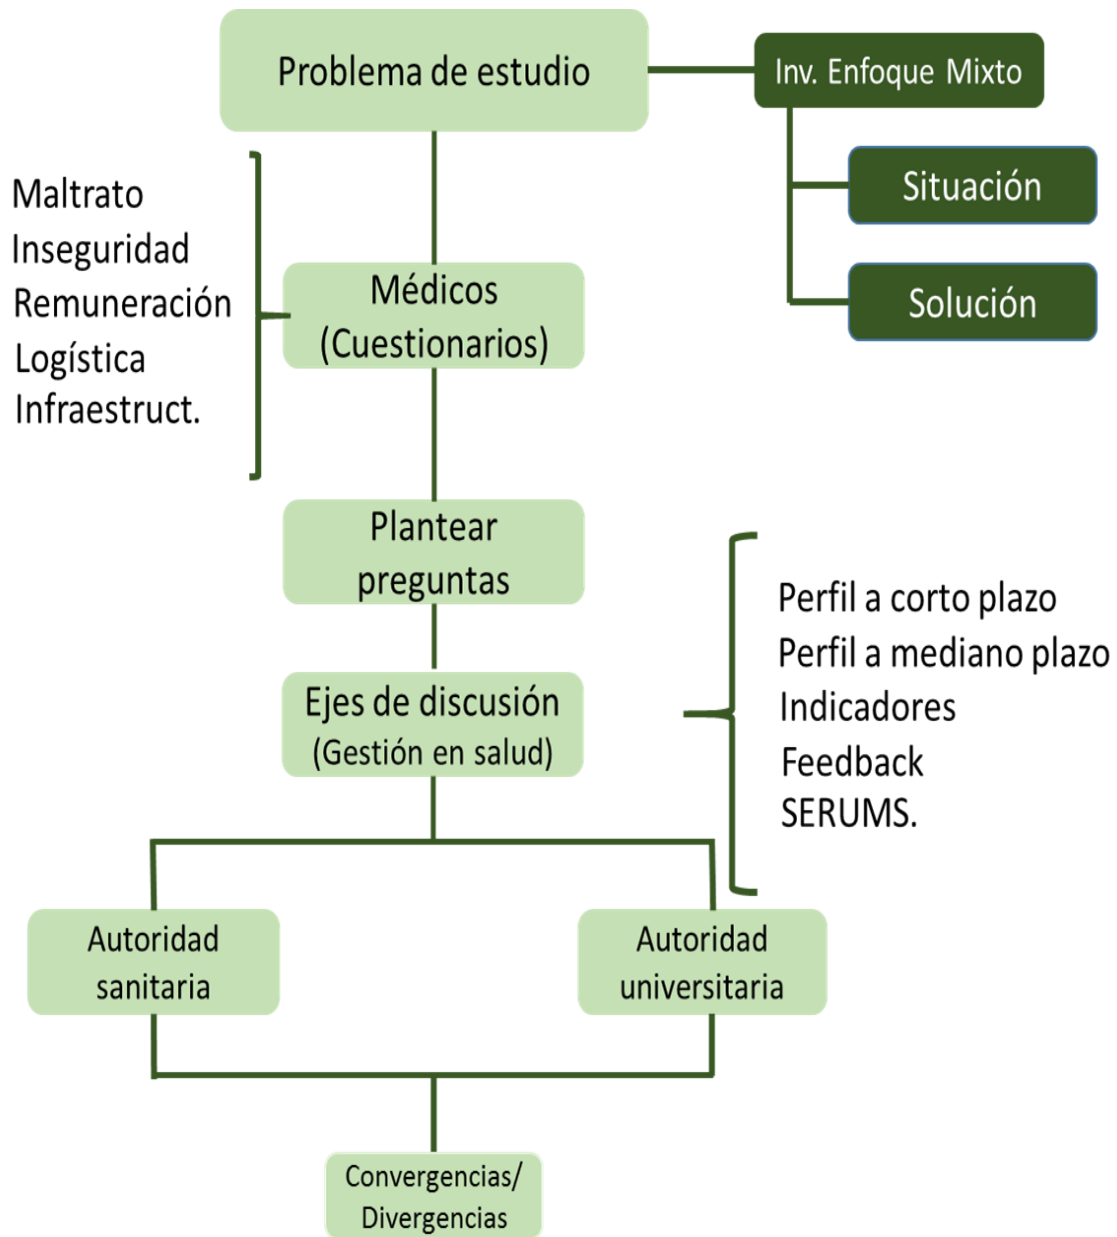 Problema de estudio
Inv. Enfoque Mixto
Situación
Solución
Maltrato
Inseguridad
Remuneración
Logística
Infraestruct.
Médicos
(Cuestionarios)
Plantear
preguntas
Ejes de discusión
(Gestión en salud)
Perfil a corto plazo
Perfil a mediano plazo
Indicadores
Feedback
SERUMS.
Autoridad
sanitaria
Autoridad
universitaria
Convergencias/
Divergencias